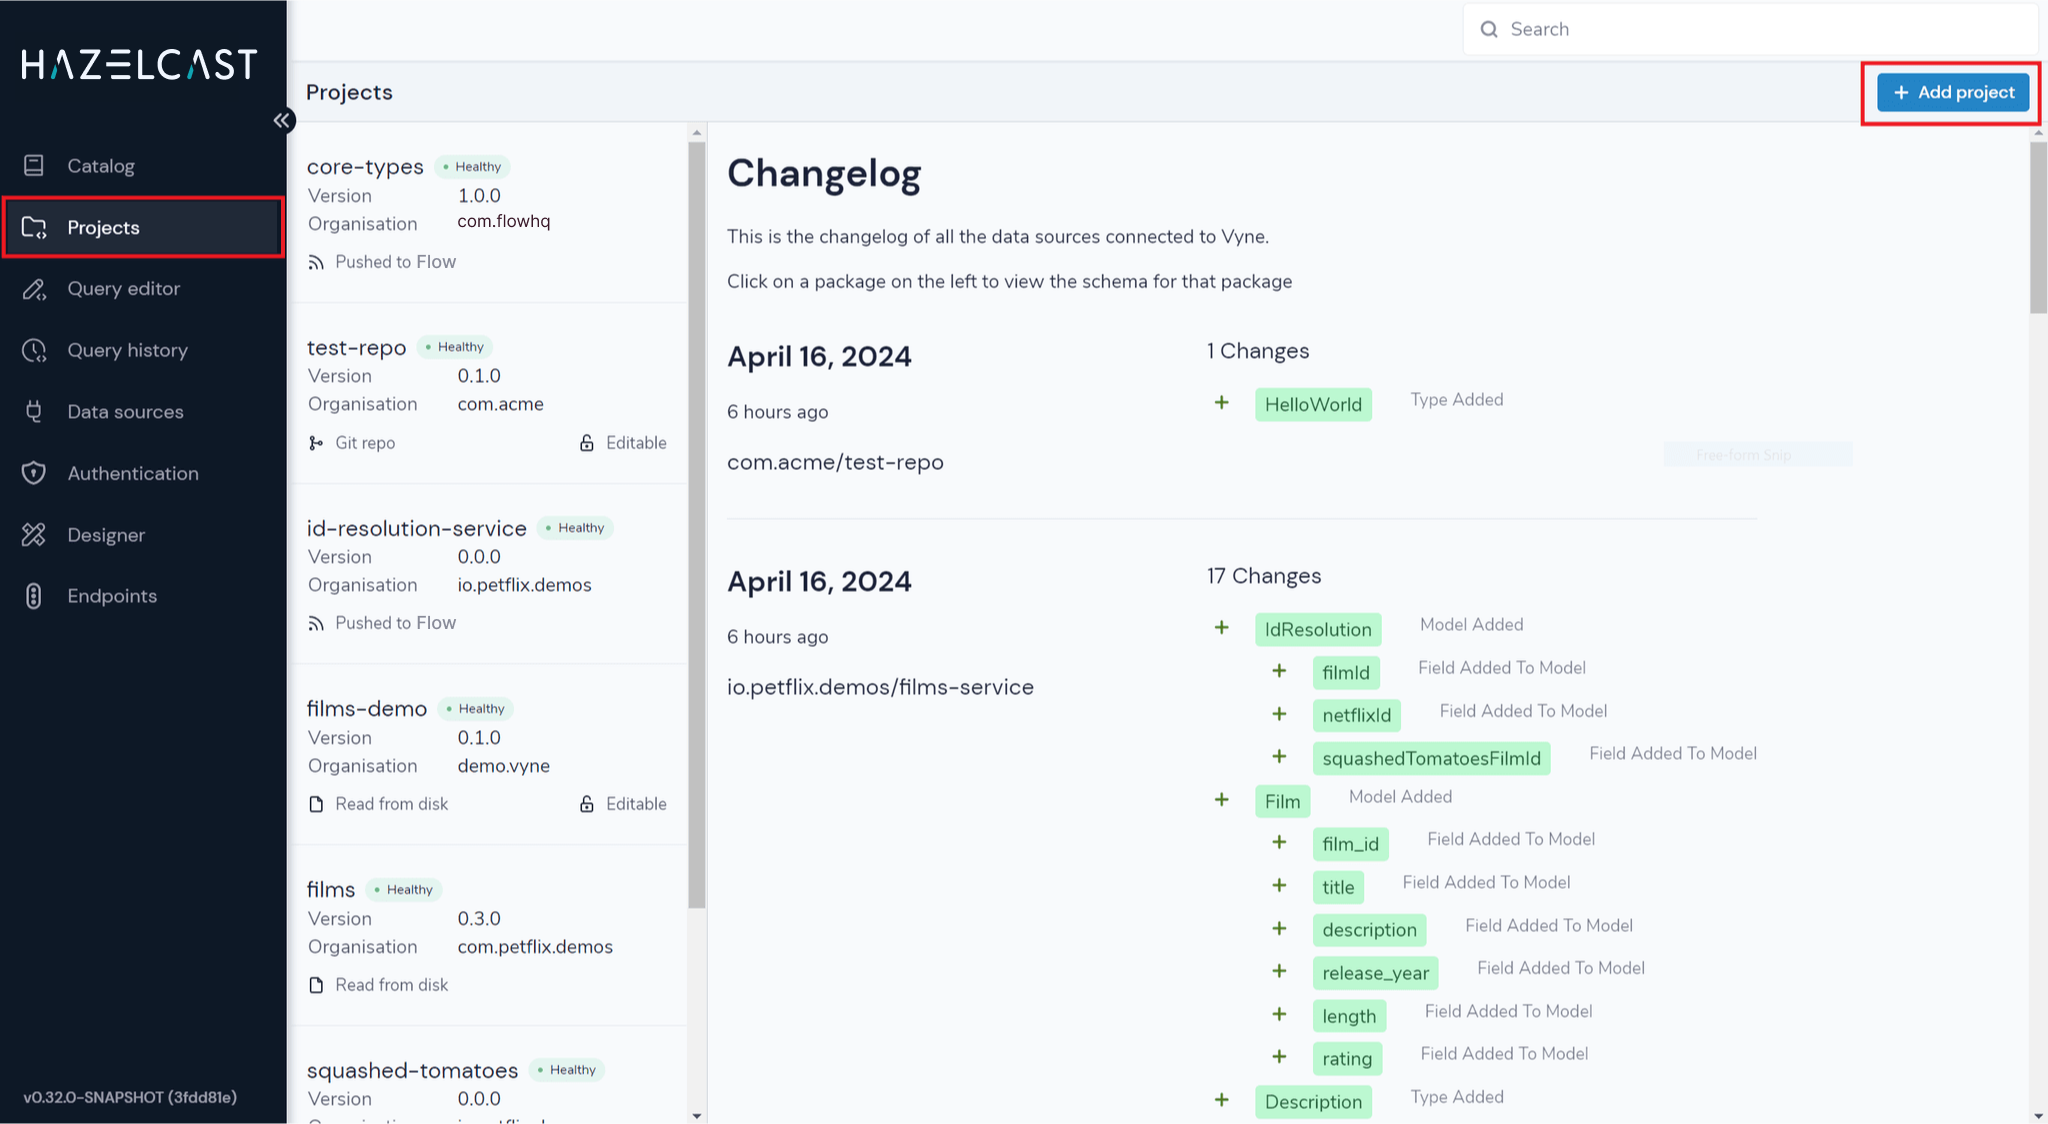 HAZELCAST
Catalog
Projects
Query editor
Query history
Data sources
Authentication
Designer
Endpoints
v0.32.0-SNAPSHOT (3fdd81e)
Search
Projects
+ Add project
core-types Healthy
Version 1.0.0
Organisation com.flowhq
Pushed to Flow
test-repo Healthy
Version 0.1.0
Organisation com.acme
Git repo Editable
id-resolution-service Healthy
Version 0.0.0
Organisation io.petflix.demos
Pushed to Flow
films-demo Healthy
Version 0.1.0
Organisation demo.vyne
Read from disk Editable
films Healthy
Version 0.3.0
Organisation com.petflix.demos
Read from disk
squashed-tomatoes Healthy
Version 0.0.0
Changelog
This is the changelog of all the data sources connected to Vyne.
Click on a package on the left to view the schema for that package
April 16, 2024
6 hours ago
com.acme/test-repo
1 Changes
+ HelloWorld Type Added
Free-form Snip
April 16, 2024
6 hours ago
io.petflix.demos/films-service
17 Changes
+ IdResolution Model Added
+ filmId Field Added To Model
+ netflixId Field Added To Model
+ squashedTomatoesFilmId Field Added To Model
+ Film Model Added
+ film_id Field Added To Model
+ title Field Added To Model
+ description Field Added To Model
+ release_year Field Added To Model
+ length Field Added To Model
+ rating Field Added To Model
+ Description Type Added